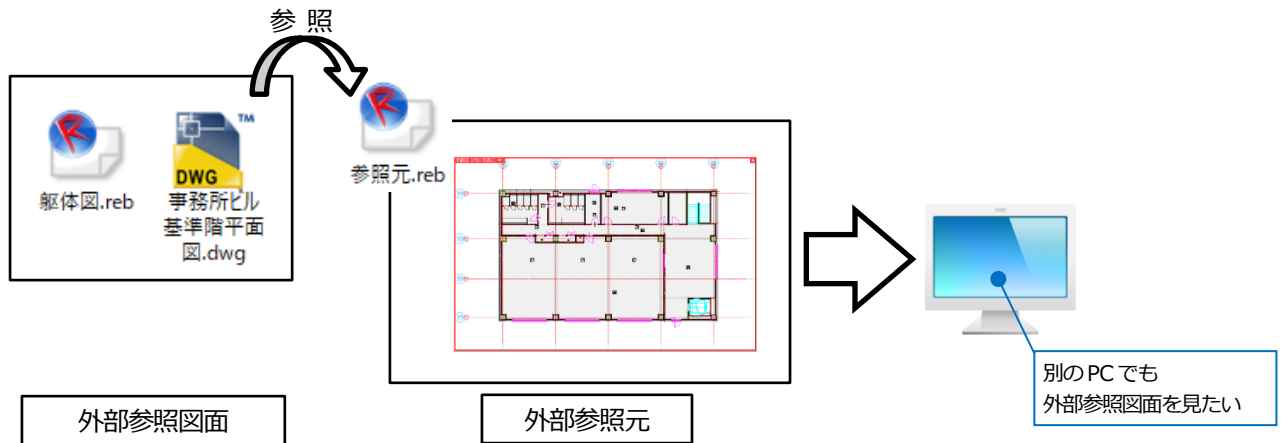 参 照
躯体図.reb
TM
DWG
事務所ビル
基準階平面
図.dwg
参照元.reb
別のPCでも
外部参照図面を見たい
外部参照図面
外部参照元